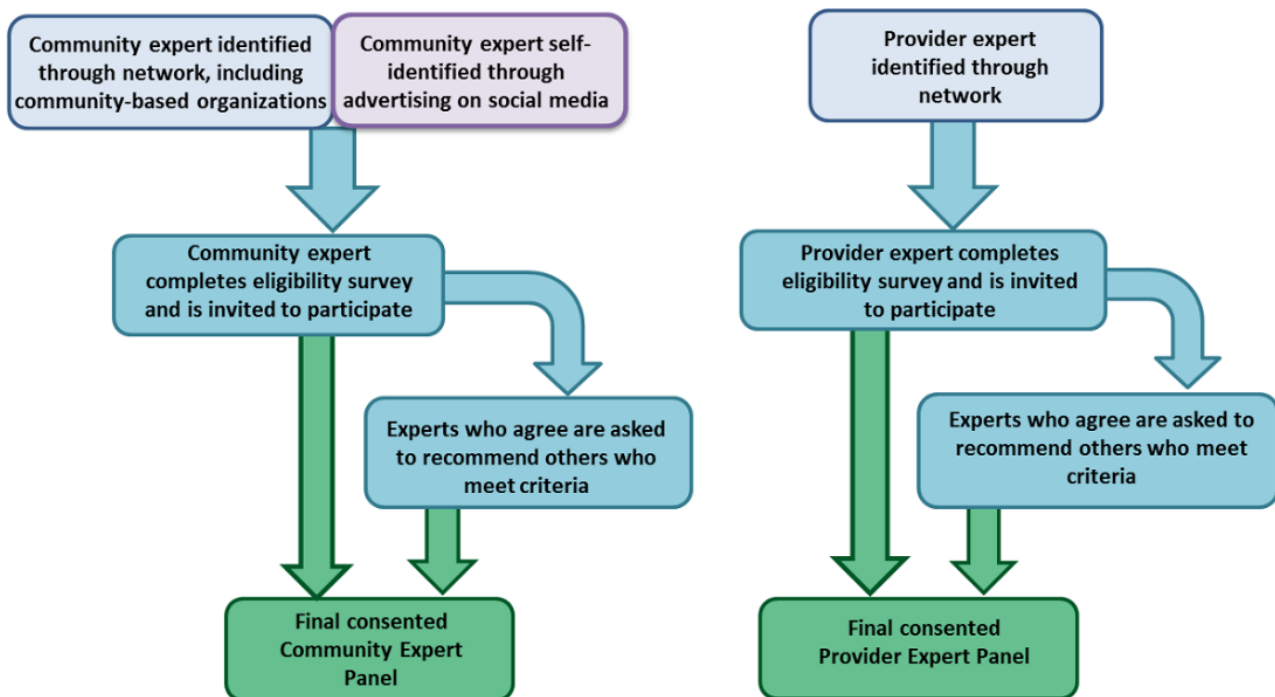 Community expert identified
through network, including
community-based organizations
Community expert self-
identified through
advertising on social media
Community expert
completes eligibility survey
and is invited to participate
Experts who agree are asked
to recommend others who
meet criteria
Final consented
Community Expert
Panel
Provider expert
identified through
network
Provider expert completes
eligibility survey and is invited
to participate
Experts who agree are asked to
recommend others who meet
criteria
Final consented
Provider Expert Panel